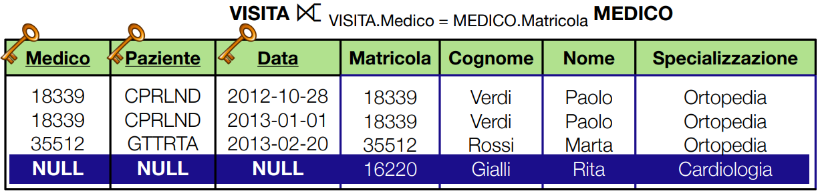 VISITA ⟖ VISITA.Medico = MEDICO.Matricola MEDICO
Medico Paziente Data Matricola Cognome Nome Specializzazione
18339 CPRLND 2012-10-28 18339 Verdi Paolo Ortopedia
18339 CPRLND 2013-01-01 18339 Verdi Paolo Ortopedia
35512 GTTRTA 2013-02-20 35512 Rossi Marta Ortopedia
NULL NULL NULL 16220 Gialli Rita Cardiologia